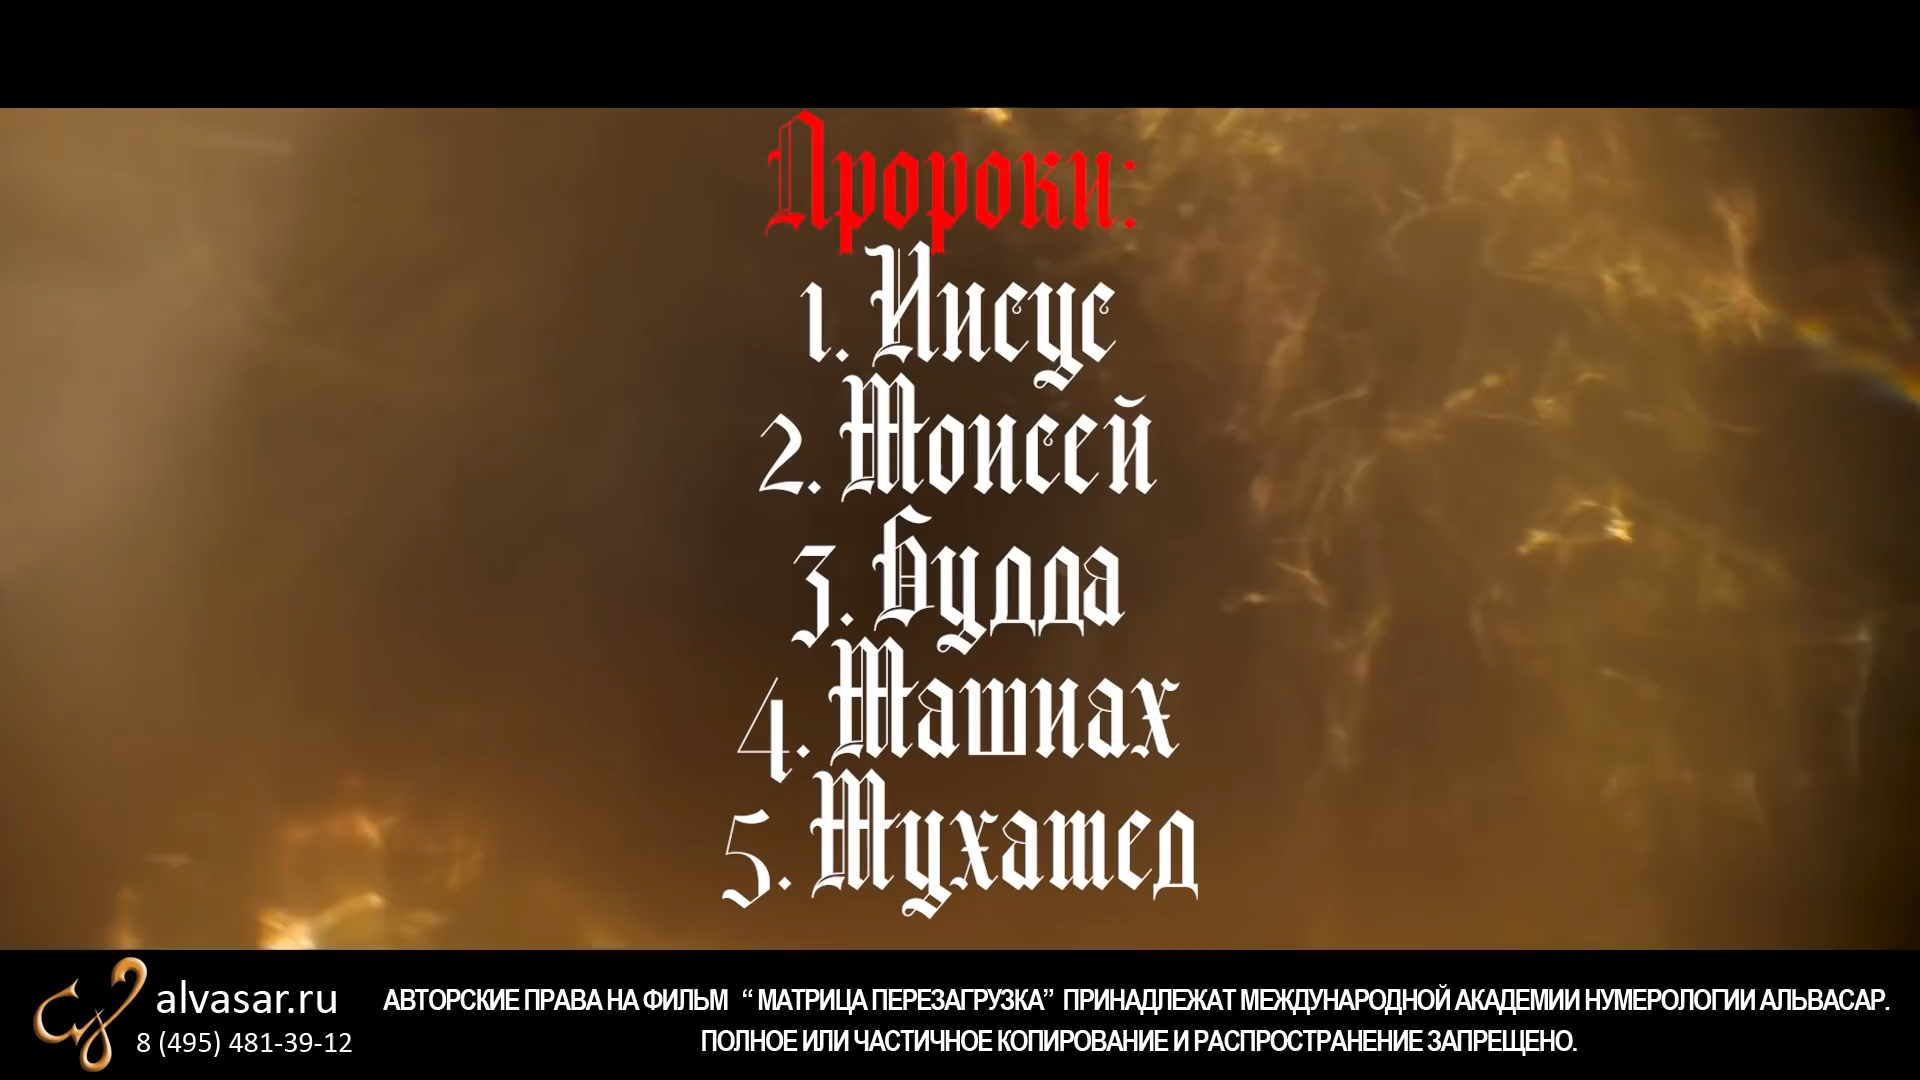 Пророки:
1. Иисус
2. Моисей
3. Будда
4. Машиах
5. Мухамед
alvasar.ru
8 (495) 481-39-12
АВТОРСКИЕ ПРАВА НА ФИЛЬМ “ МАТРИЦА ПЕРЕЗАГРУЗКА” ПРИНАДЛЕЖАТ МЕЖДУНАРОДНОЙ АКАДЕМИИ НУМЕРОЛОГИИ АЛЬВАСАР.
ПОЛНОЕ ИЛИ ЧАСТИЧНОЕ КОПИРОВАНИЕ И РАСПРОСТРАНЕНИЕ ЗАПРЕЩЕНО.